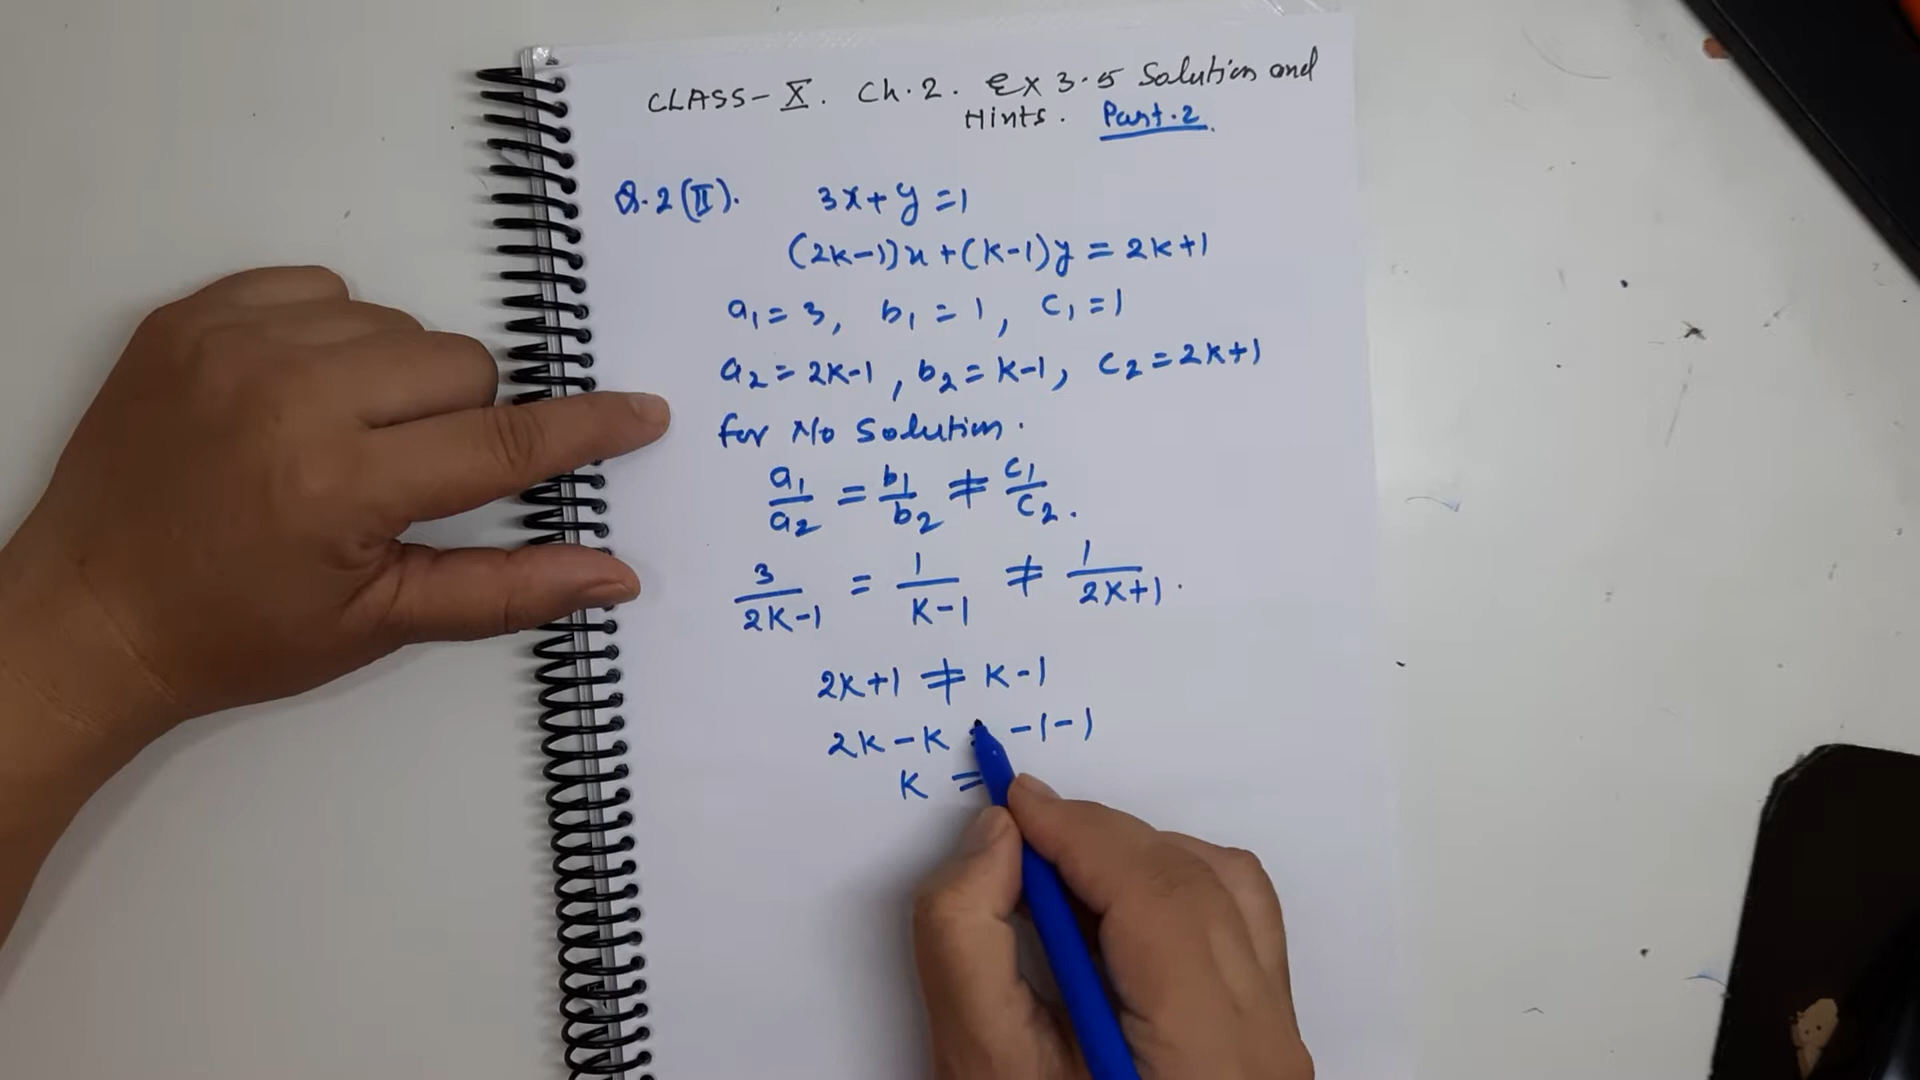 CLASS-X. Ch.2. Ex 3.5 Solution and
Hints. Part.2.
Q.2(II). 3x+y=1
(2k-1)x+(k-1)y=2k+1
a₁=3, b₁=1, c₁=1
a₂=2k-1, b₂=k-1, c₂=2k+1
for No Solution.
a₁/a₂ = b₁/b₂ ≠ c₁/c₂.
3/2k-1 = 1/k-1 ≠ 1/2k+1.
2k+1 ≠ k-1
2k-k -1-1
k =